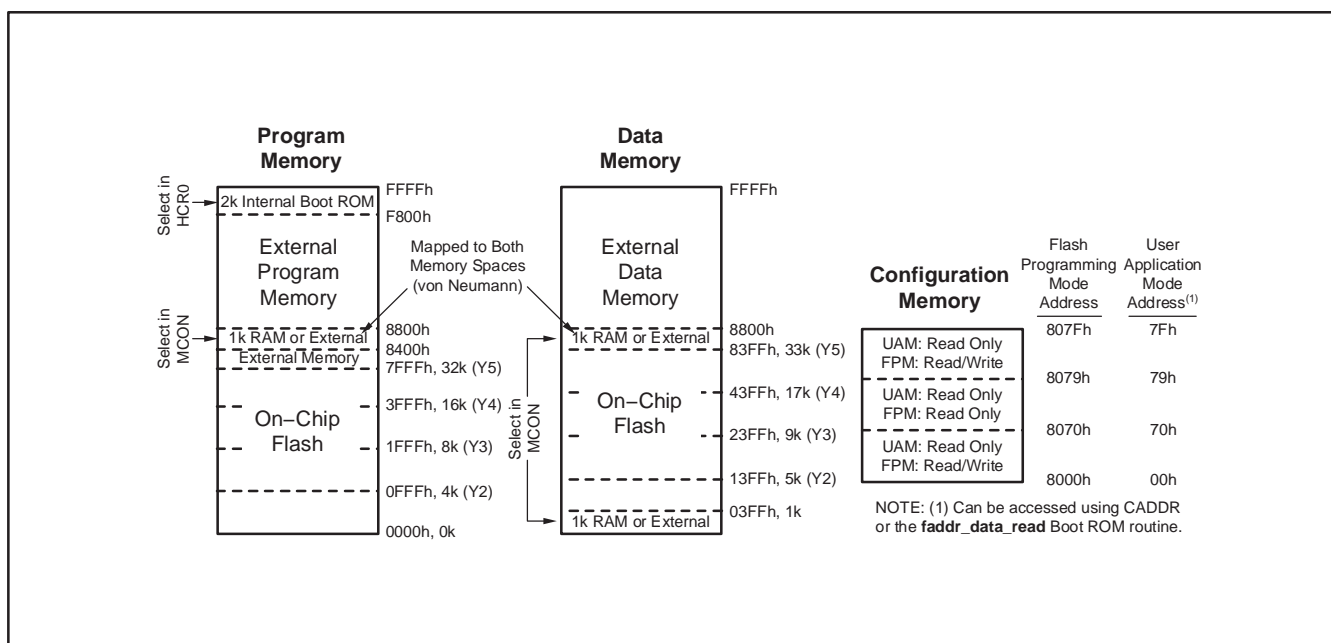 Program
Memory
Select in
HCR0
2k Internal Boot ROM
FFFFh
F800h
External
Program
Memory
Mapped to Both
Memory Spaces
(von Neumann)
Select in
MCON
1k RAM or External
8800h
8400h
External Memory
7FFFh, 32k (Y5)
3FFFh, 16k (Y4)
On−Chip
Flash
1FFFh, 8k (Y3)
0FFFh, 4k (Y2)
0000h, 0k
Data
Memory
FFFFh
External
Data
Memory
8800h
1k RAM or External
83FFh, 33k (Y5)
Select in
MCON
43FFh, 17k (Y4)
On−Chip
Flash
23FFh, 9k (Y3)
13FFh, 5k (Y2)
03FFh, 1k
1k RAM or External
Configuration
Memory
Flash
Programming
Mode
Address
User
Application
Mode
Address(1)
807Fh 7Fh
UAM: Read Only
FPM: Read/Write
8079h 79h
UAM: Read Only
FPM: Read Only
8070h 70h
UAM: Read Only
FPM: Read/Write
8000h 00h
NOTE: (1) Can be accessed using CADDR
or the faddr_data_read Boot ROM routine.